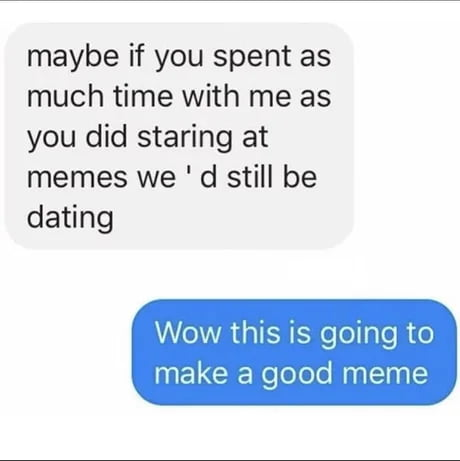 maybe if you spent as
much time with me as
you did staring at
memes we ' d still be
dating
Wow this is going to
make a good meme